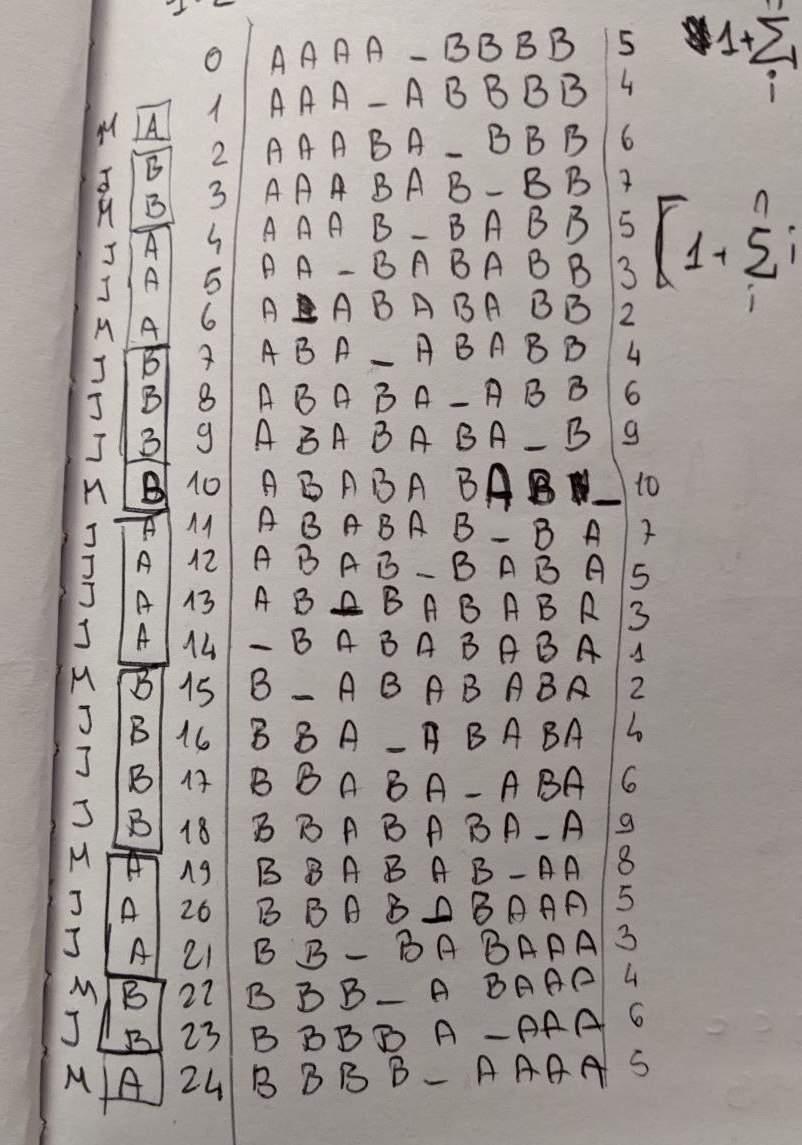 0 A A A A _ B B B B 5 1+Σ i
M A 1 A A A _ A B B B B 4
J B 2 A A A B A _ B B B 6
M B 3 A A A B A B _ B B 7
J A 4 A A A B _ B A B B 5 [1+ n Σ i i
J A 5 A A _ B A B A B B 3
M A 6 A _ A B A B A B B 2
J B 7 A B A _ A B A B B 4
J B 8 A B A B A _ A B B 6
J B 9 A B A B A B A _ B 9
M B 10 A B A B A B A B _ 10
J A 11 A B A B A B _ B A 7
J A 12 A B A B _ B A B A 5
J A 13 A B _ B A B A B A 3
J A 14 _ B A B A B A B A 1
M B 15 B _ A B A B A B A 2
J B 16 B B A _ A B A B A 4
J B 17 B B A B A _ A B A 6
J B 18 B B A B A B A _ A 9
M A 19 B B A B A B _ A A 8
J A 20 B B A B _ B A A A 5
J A 21 B B _ B A B A A A 3
M B 22 B B B _ A B A A A 4
J B 23 B B B B A _ A A A 6
M A 24 B B B B _ A A A A 5